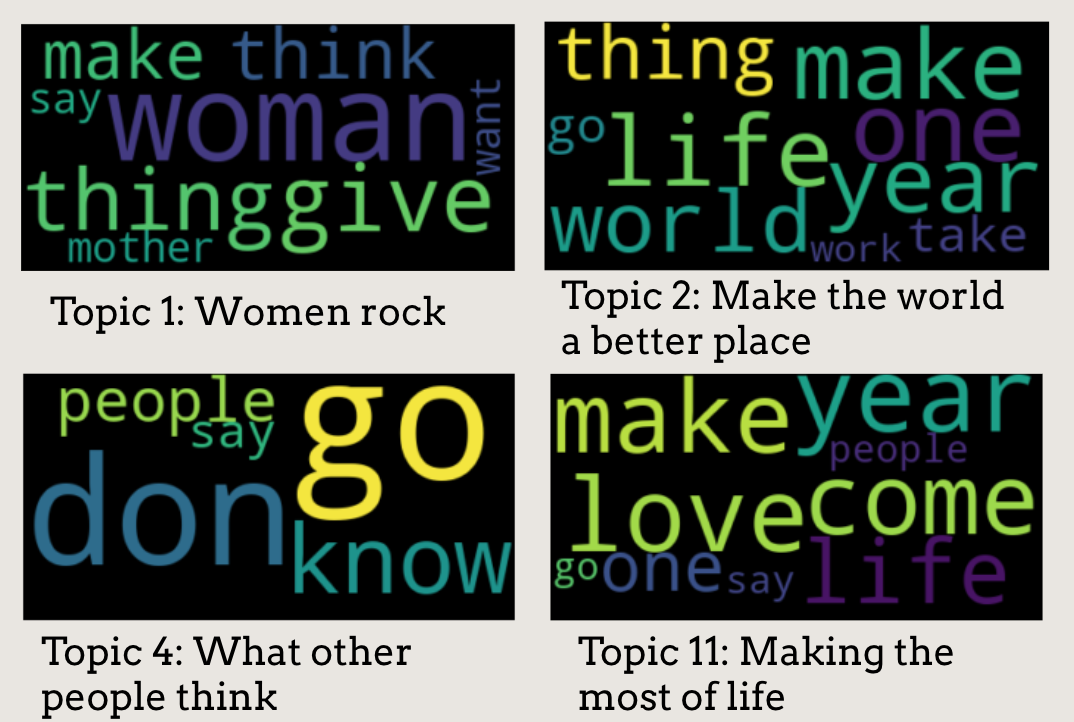 make think
say woman want
thing give
mother
Topic 1: Women rock
thing make
go life one
world year
work take
Topic 2: Make the world
a better place
people go
say
don
know
Topic 4: What other
people think
make year
people
love come
go one say life
Topic 11: Making the
most of life